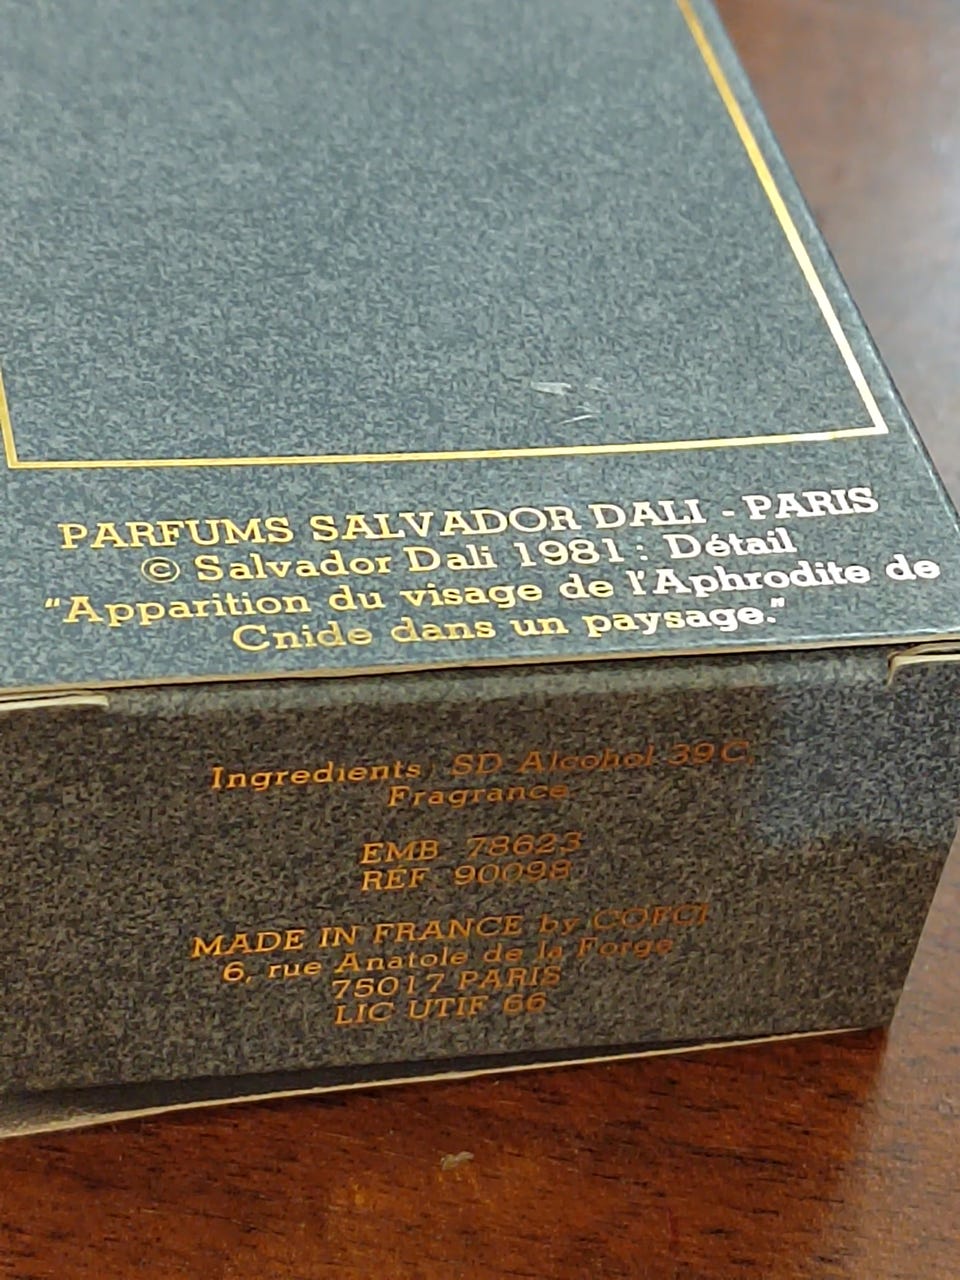 PARFUMS SALVADOR DALI - PARIS
© Salvador Dali 1981 : Détail
"Apparition du visage de l'Aphrodite de
Cnide dans un paysage."
Ingredients: SD Alcohol 39 C,
Fragrance
EMB 78623
REF. 90098
MADE IN FRANCE by COFCI
6, rue Anatole de la Forge
75017 PARIS
LIC UTIF 66